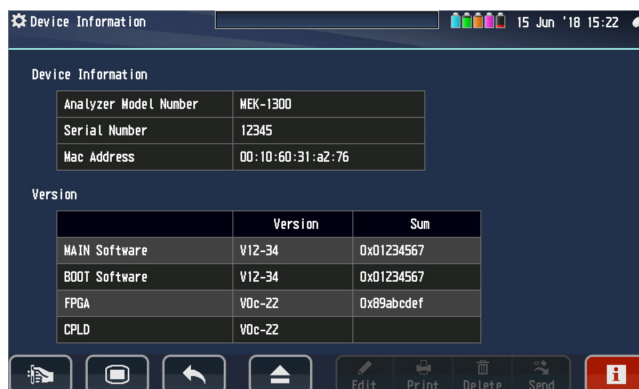 Device Information
15 Jun '18 15:22
Device Information
Analyzer Model Number MEK-1300
Serial Number 12345
Mac Address 00:10:60:31:a2:76
Version
Version Sum
MAIN Software V12-34 0x01234567
BOOT Software V12-34 0x01234567
FPGA V0c-22 0x89abcdef
CPLD V0c-22
Edit Print Delete Send